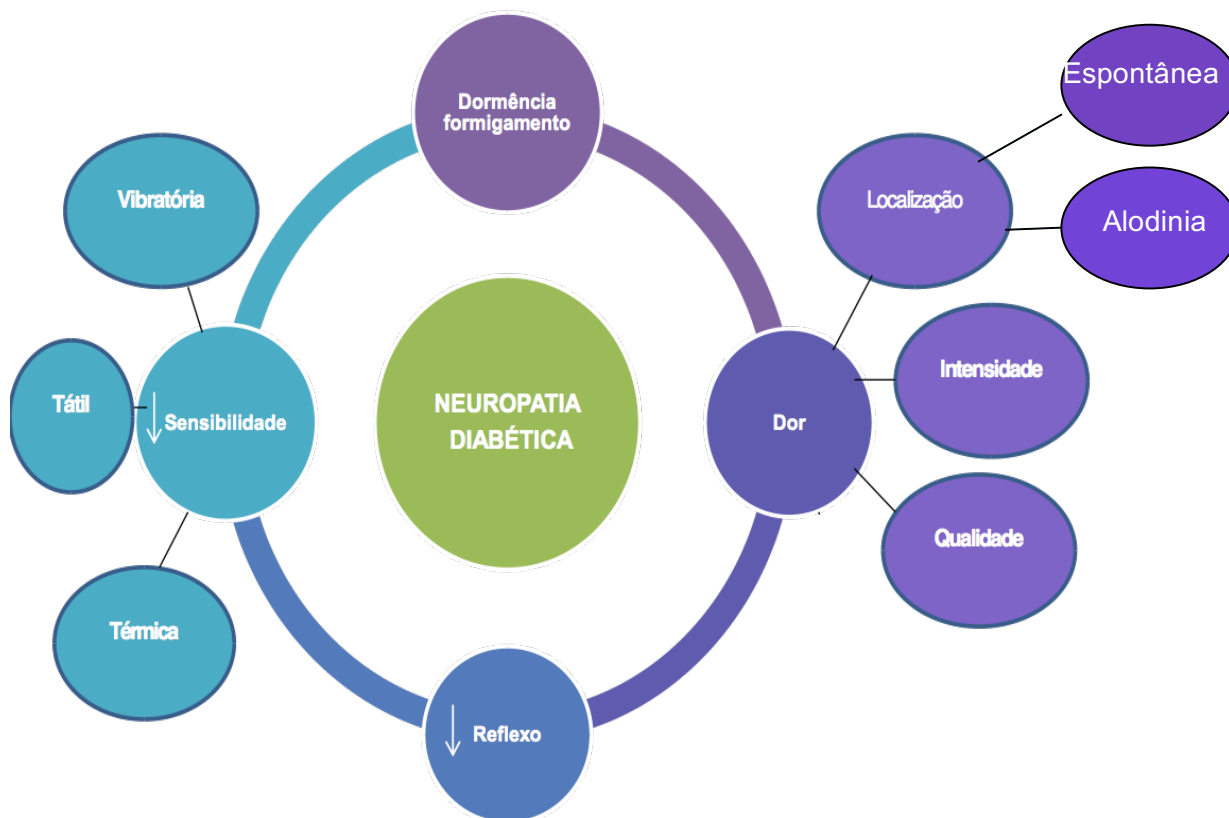 Espontânea
Dormência
formigamento
Vibratória
Localização
Alodinia
Intensidade
Tátil
↓ Sensibilidade
NEUROPATIA
DIABÉTICA
Dor
Qualidade
Térmica
↓ Reflexo